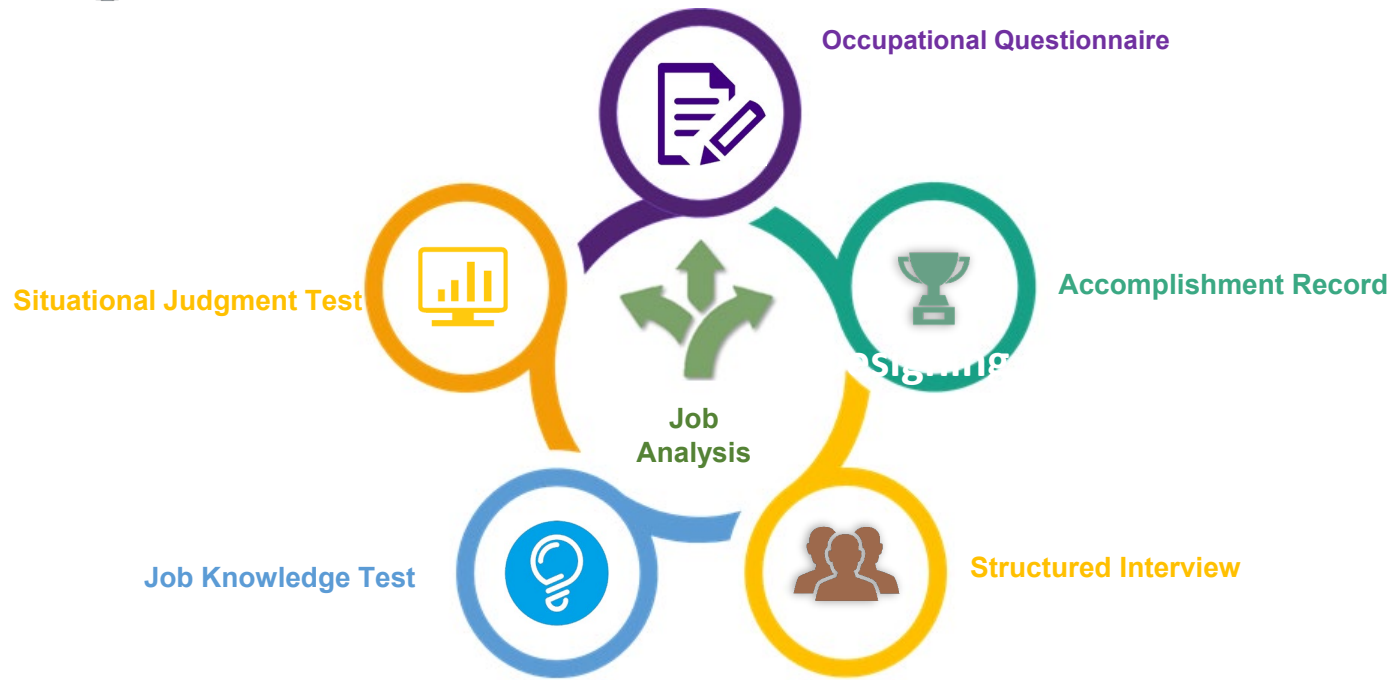 Occupational Questionnaire
Accomplishment Record
Situational Judgment Test
Job
Analysis
Structured Interview
Job Knowledge Test